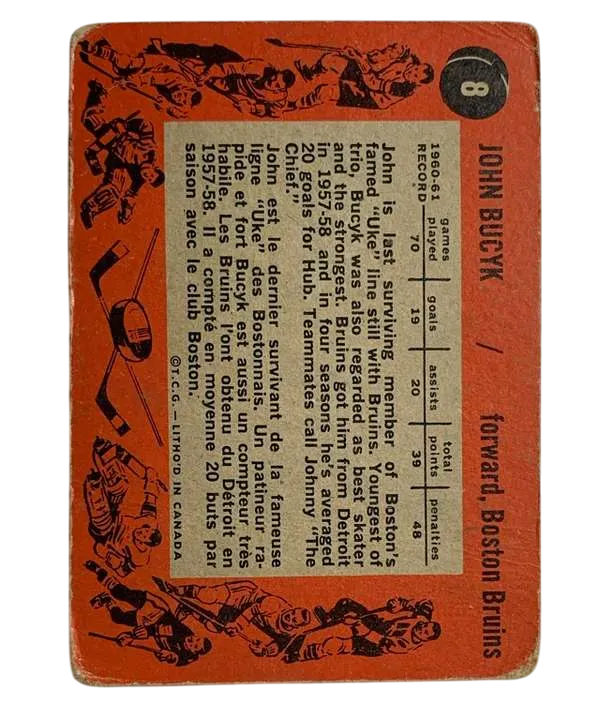 8
JOHN BUCYK / forward, Boston Bruins
1960-61 RECORD
games played goals assists total points penalties
70 19 20 39 48
John is last surviving member of Boston's
famed "Uke" line still with Bruins. Youngest of
trio, Bucyk was also regarded as best skater
and the strongest. Bruins got him from Detroit
in 1957-58 and in four seasons he's averaged
20 goals for Hub. Teammates call Johnny "The
Chief."
John est le dernier survivant de la fameuse
ligne "Uke" des Bostonnais. Un patineur ra-
pide et fort Bucyk est aussi un compteur très
habile. Les Bruins l'ont obtenu du Détroit en
1957-58. Il a compté en moyenne 20 buts par
saison avec le club Boston.
©T.C.G.—LITHO'D IN CANADA